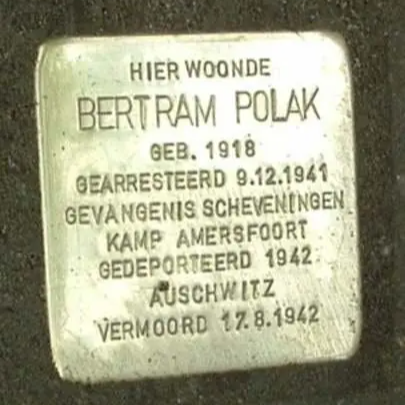 HIER WOONDE
BERTRAM POLAK
GEB. 1918
GEARRESTEERD 9.12.1941
GEVANGENIS SCHEVENINGEN
KAMP AMERSFOORT
GEDEPORTEERD 1942
AUSCHWITZ
VERMOORD 17.8.1942